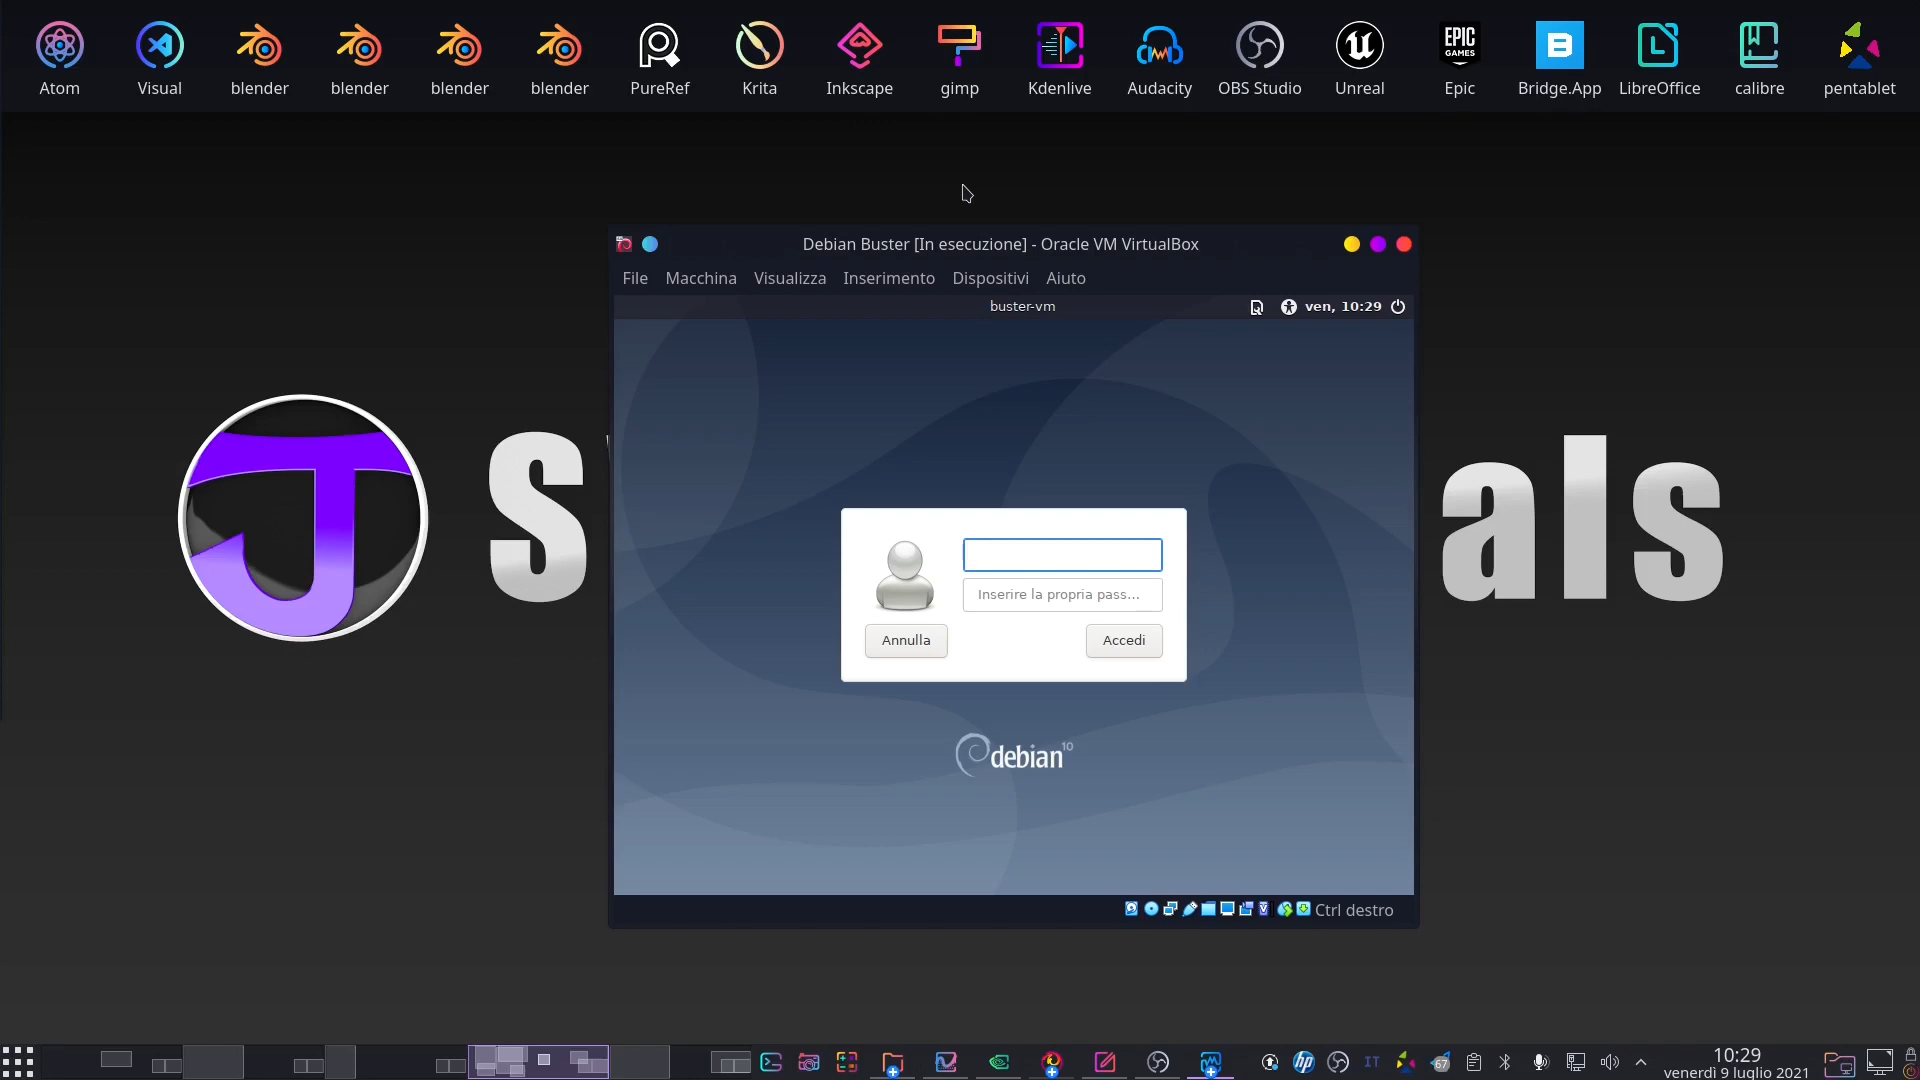 Atom Visual blender blender blender blender PureRef Krita Inkscape gimp Kdenlive Audacity OBS Studio Unreal Epic Bridge.App LibreOffice calibre pentablet
EPIC
GAMES
B
Debian Buster [In esecuzione] - Oracle VM VirtualBox
File Macchina Visualizza Inserimento Dispositivi Aiuto
buster-vm ven, 10:29
J S als
Inserire la propria pass...
Annulla Accedi
debian 10
Ctrl destro
hp IT 67 10:29
venerdì 9 luglio 2021